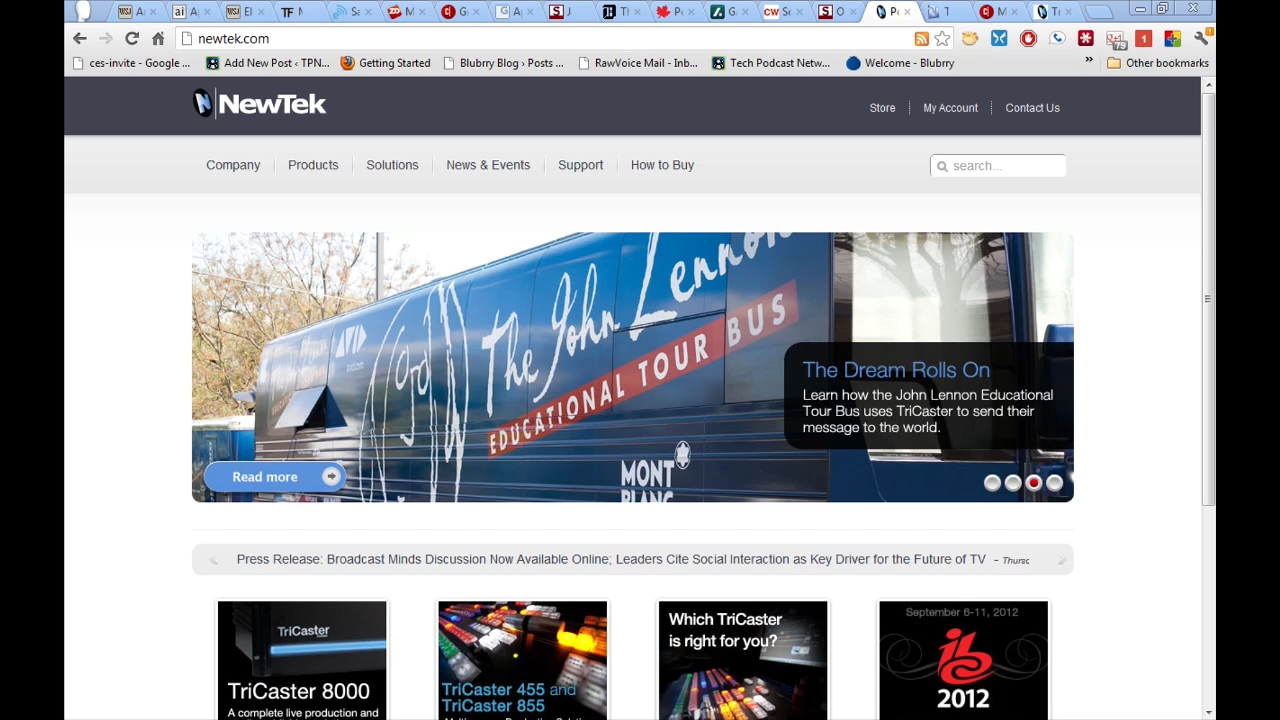 newtek.com
79
1
ces-invite - Google ...
Add New Post ‹ TPN...
Getting Started
Blubrry Blog › Posts ...
RawVoice Mail - Inb...
Tech Podcast Netw...
Welcome - Blubrry
»
Other bookmarks
NewTek
Store
My Account
Contact Us
Company
Products
Solutions
News & Events
Support
How to Buy
search...
The John Lennon
EDUCATIONAL TOUR BUS
AVID
MONT
BLANC
The Dream Rolls On
Learn how the John Lennon Educational
Tour Bus uses TriCaster to send their
message to the world.
Read more
Press Release: Broadcast Minds Discussion Now Available Online; Leaders Cite Social Interaction as Key Driver for the Future of TV - Thursc
TriCaster
TriCaster 8000
A complete live production and
TriCaster 455 and
TriCaster 855
Which TriCaster
is right for you?
September 6-11, 2012
ibc
2012